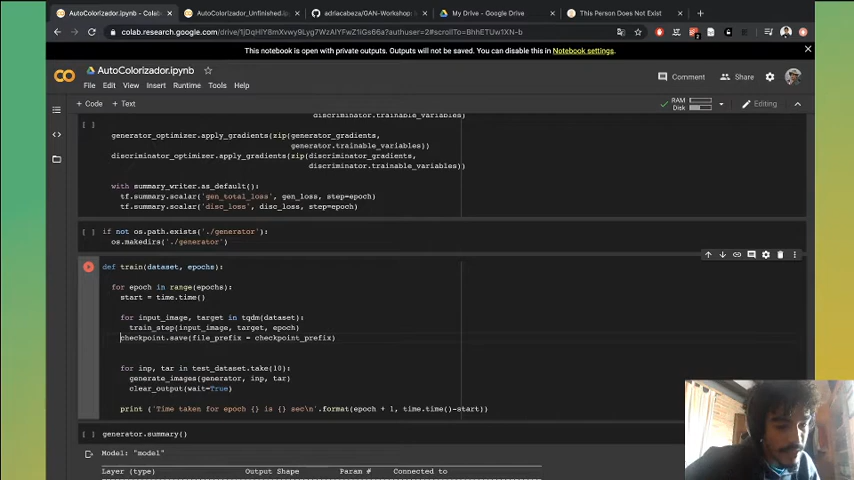 AutoColorizador.ipynb - Colab
AutoColorizador_Unfinished.i
adriacabeza/GAN-Workshop:
My Drive - Google Drive
This Person Does Not Exist
This notebook is open with private outputs. Outputs will not be saved. You can disable this in Notebook settings.
AutoColorizador.ipynb
File Edit View Insert Runtime Tools Help
Comment Share
+ Code + Text
RAM
Disk
Editing
discriminator.trainable_variables)
[ ]
generator_optimizer.apply_gradients(zip(generator_gradients,
generator.trainable_variables))
discriminator_optimizer.apply_gradients(zip(discriminator_gradients,
discriminator.trainable_variables))
with summary_writer.as_default():
tf.summary.scalar('gen_total_loss', gen_loss, step=epoch)
tf.summary.scalar('disc_loss', disc_loss, step=epoch)
[ ] if not os.path.exists('./generator'):
os.makedirs('./generator')
def train(dataset, epochs):
for epoch in range(epochs):
start = time.time()
for input_image, target in tqdm(dataset):
train_step(input_image, target, epoch)
checkpoint.save(file_prefix = checkpoint_prefix)
for inp, tar in test_dataset.take(10):
generate_images(generator, inp, tar)
clear_output(wait=True)
print ('Time taken for epoch {} is {} sec\n'.format(epoch + 1, time.time()-start))
[ ] generator.summary()
Model: "model"
Layer (type) Output Shape Param # Connected to